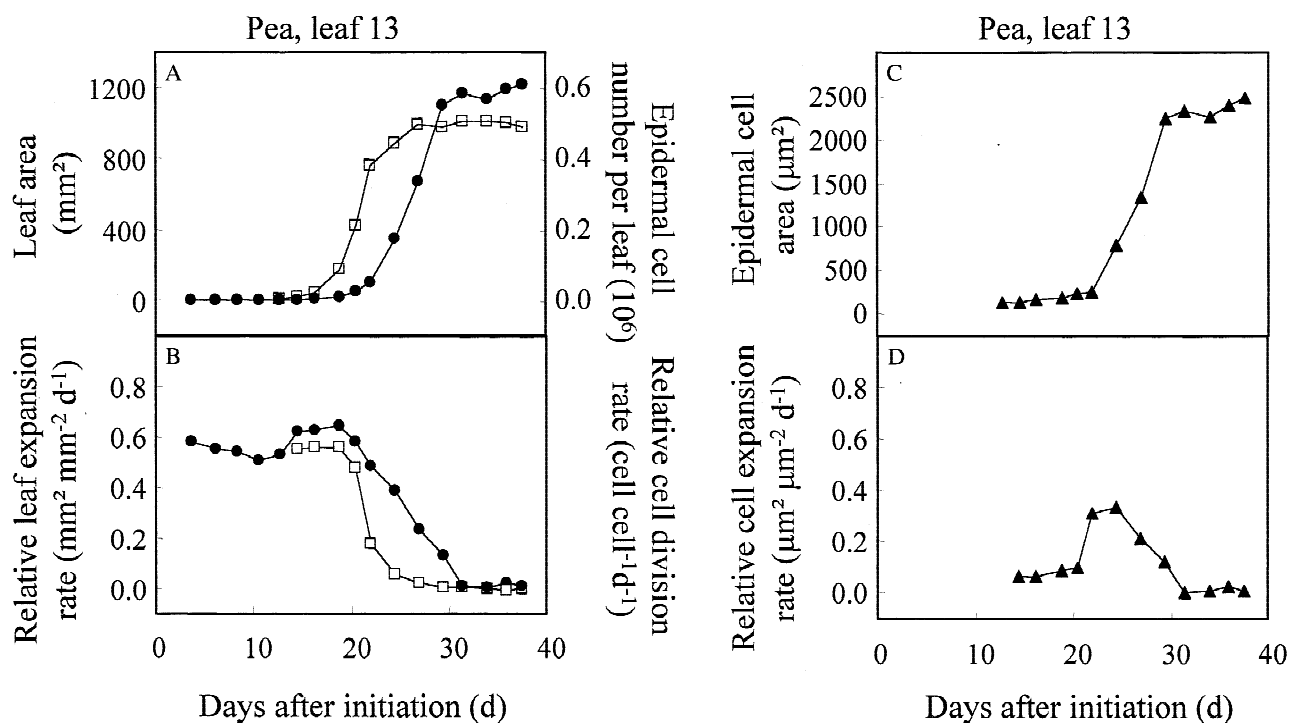 Pea, leaf 13
A
1200
800
400
0
Leaf area
(mm²)
0.6
0.4
0.2
0.0
Epidermal cell
number per leaf (10⁶)
B
0.8
0.6
0.4
0.2
0.0
Relative leaf expansion
rate (mm² mm⁻² d⁻¹)
Relative cell division
rate (cell cell⁻¹d⁻¹)
0 10 20 30 40
Days after initiation (d)
Pea, leaf 13
C
2500
2000
1500
1000
500
0
Epidermal cell
area (µm²)
D
0.8
0.6
0.4
0.2
0.0
Relative cell expansion
rate (µm² µm⁻² d⁻¹)
0 10 20 30 40
Days after initiation (d)